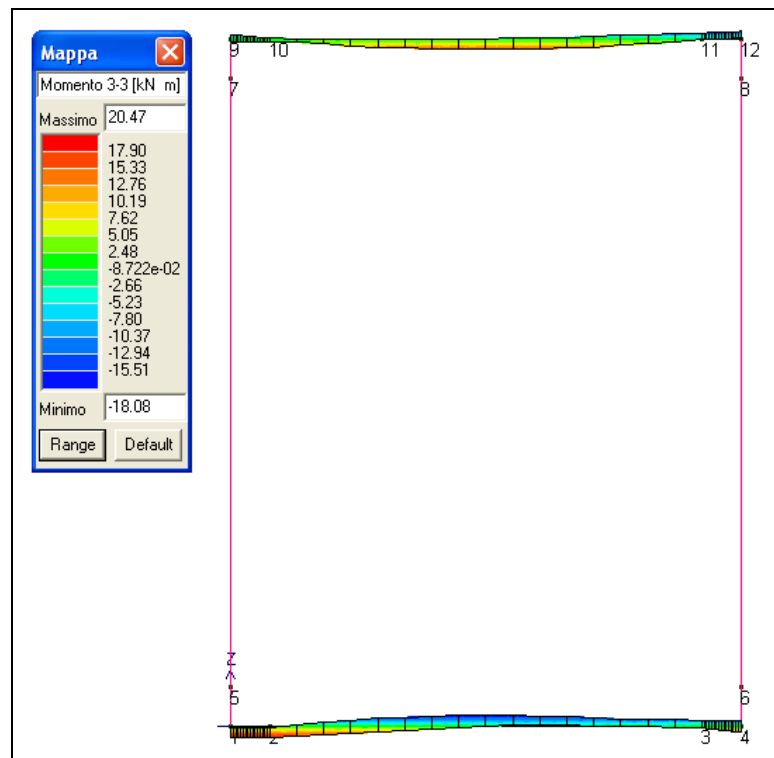 Mappa
Momento 3-3 [kN m]
Massimo 20.47
17.90
15.33
12.76
10.19
7.62
5.05
2.48
-8.722e-02
-2.66
-5.23
-7.80
-10.37
-12.94
-15.51
Minimo -18.08
Range Default
9 10 11 12
7 8
Z
5 6
1 2 3 4